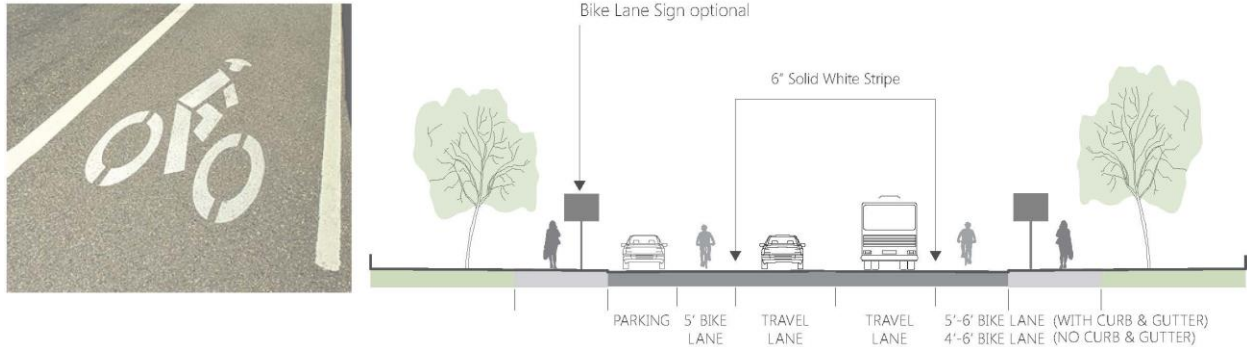 Bike Lane Sign optional
6" Solid White Stripe
PARKING
5' BIKE
LANE
TRAVEL
LANE
TRAVEL
LANE
5'-6' BIKE LANE (WITH CURB & GUTTER)
4'-6' BIKE LANE (NO CURB & GUTTER)